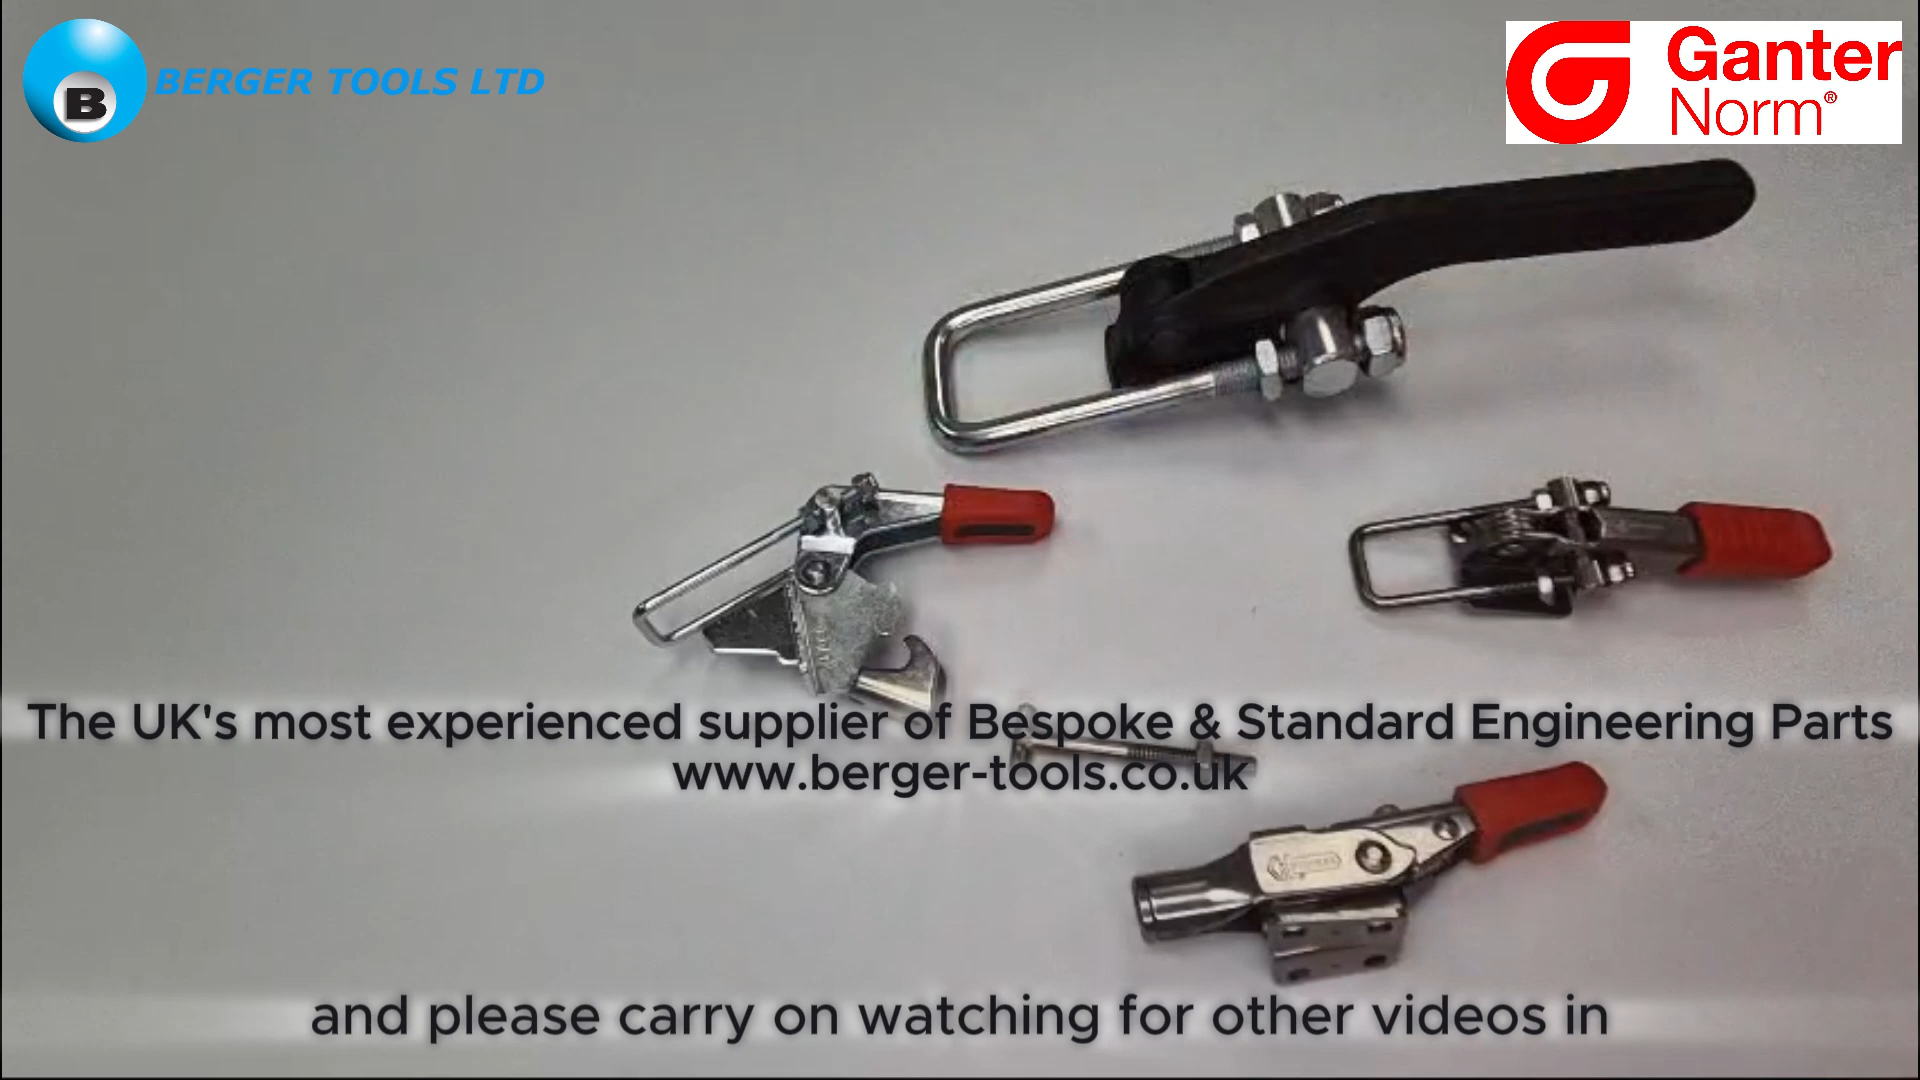 B BERGER TOOLS LTD
Ganter
Norm®
The UK's most experienced supplier of Bespoke & Standard Engineering Parts
www.berger-tools.co.uk
and please carry on watching for other videos in